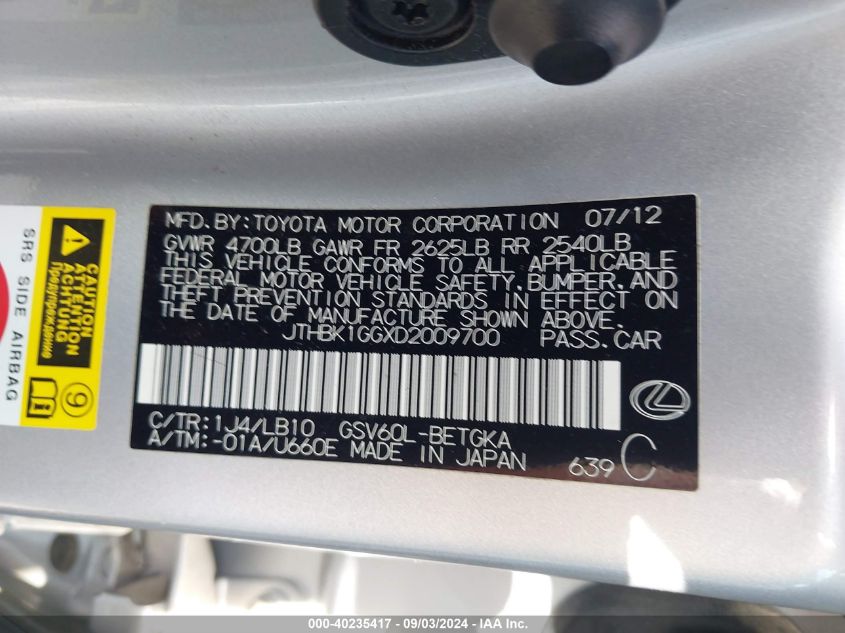 MFD. BY: TOYOTA MOTOR CORPORATION 07/12
GVWR 4700LB GAWR FR 2625LB RR 2540LB
THIS VEHICLE CONFORMS TO ALL APPLICABLE
FEDERAL MOTOR VEHICLE SAFETY, BUMPER, AND
THEFT PREVENTION STANDARDS IN EFFECT ON
THE DATE OF MANUFACTURE SHOWN ABOVE.
JTHBK1GGXD2009700 PASS. CAR
C/TR: 1J4/LB10 GSV60L-BETGKA
A/TM: -01A/U660E MADE IN JAPAN 639 C
SRS SIDE AIRBAG
CAUTION
ATTENTION
ACHTUNG
Предупреждение
9
000-40235417 - 09/03/2024 - IAA Inc.